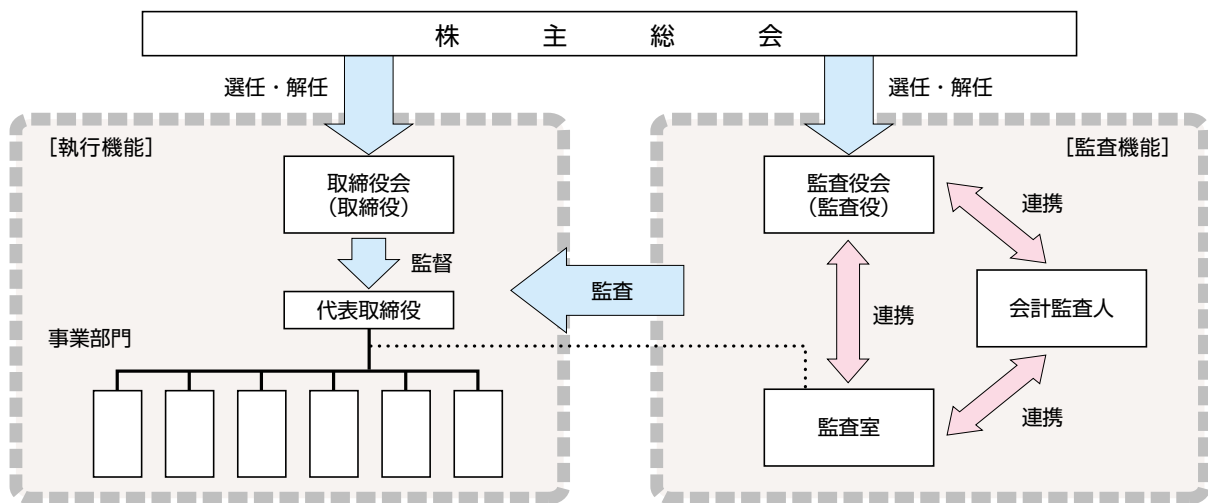 株主総会
選任・解任
選任・解任
［執行機能］
［監査機能］
取締役会
（取締役）
監査役会
（監査役）
連携
監督
監査
代表取締役
会計監査人
連携
事業部門
監査室
連携